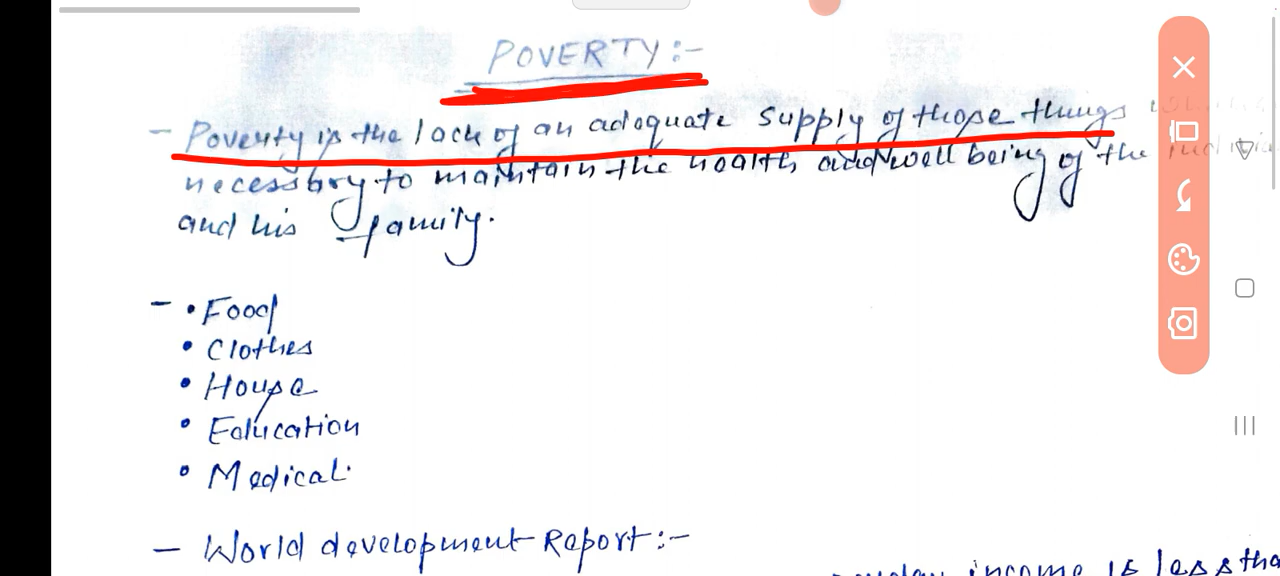 POVERTY:-
- Poverty is the lack of an adequate supply of those things
necessary to maintain the health and well being of the
and his family.
- • Food
• Clothes
• House
• Education
• Medical.
- World development Report:-
income is less than